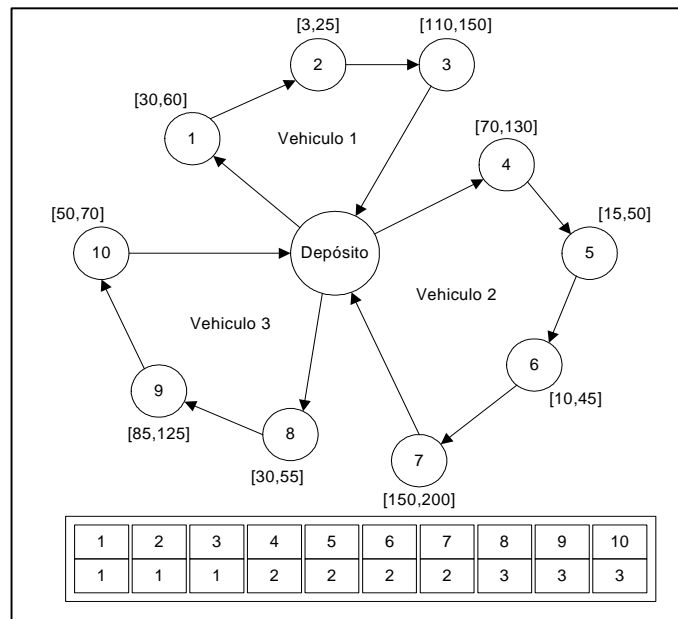 [3,25] [110,150]
2 3
[30,60]
1 Vehiculo 1
[70,130]
4
[50,70] [15,50]
10 Depósito 5
Vehiculo 3 Vehiculo 2
6
9 [10,45]
[85,125] 8 7
[30,55] [150,200]
1 2 3 4 5 6 7 8 9 10
1 1 1 2 2 2 2 3 3 3